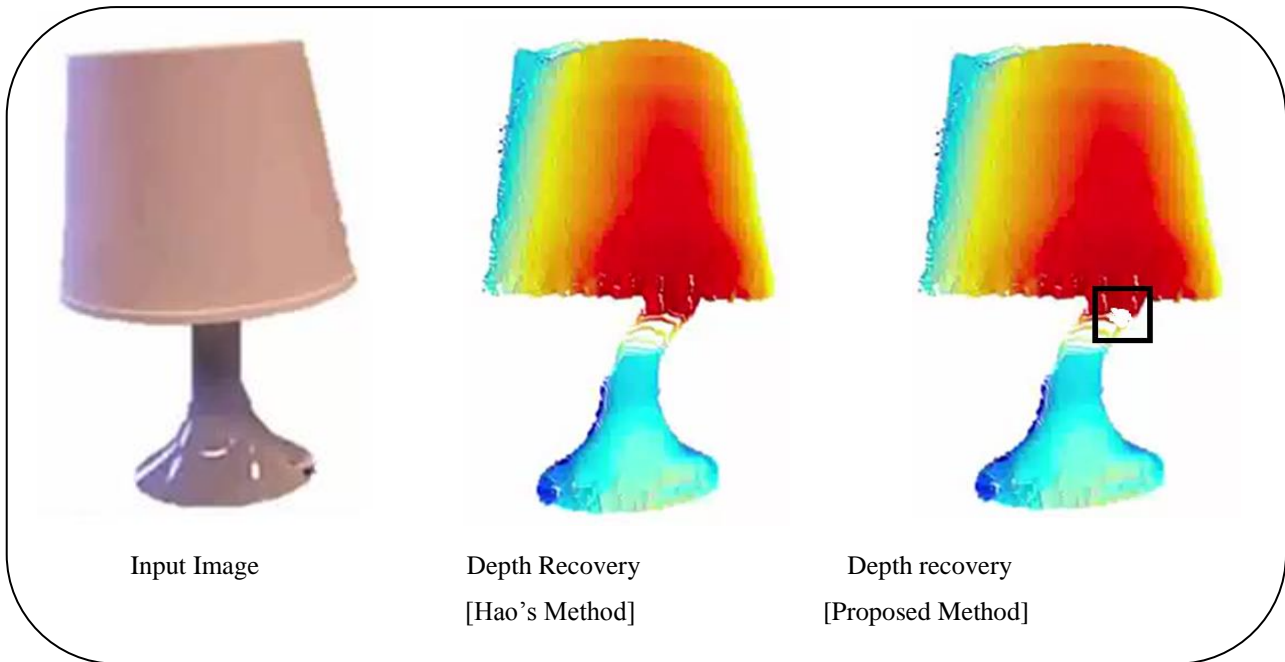 Input Image
Depth Recovery
[Hao’s Method]
Depth recovery
[Proposed Method]